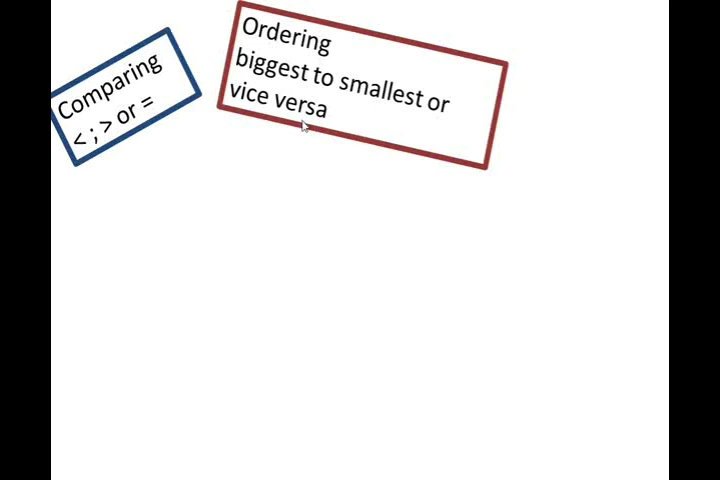 Comparing
< ; > or =
Ordering
biggest to smallest or
vice versa